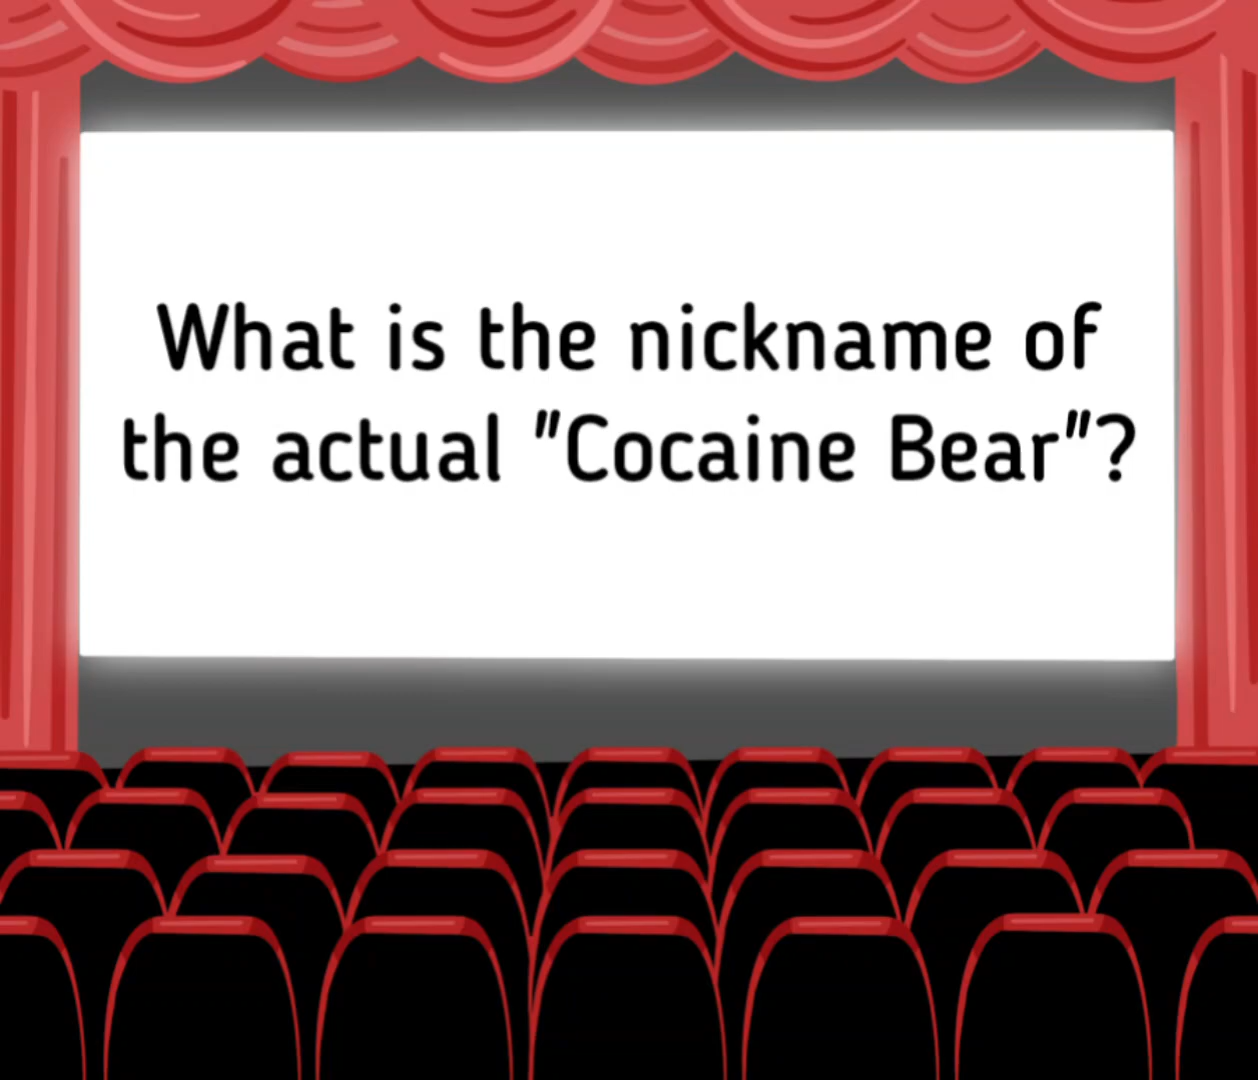 What is the nickname of
the actual "Cocaine Bear"?